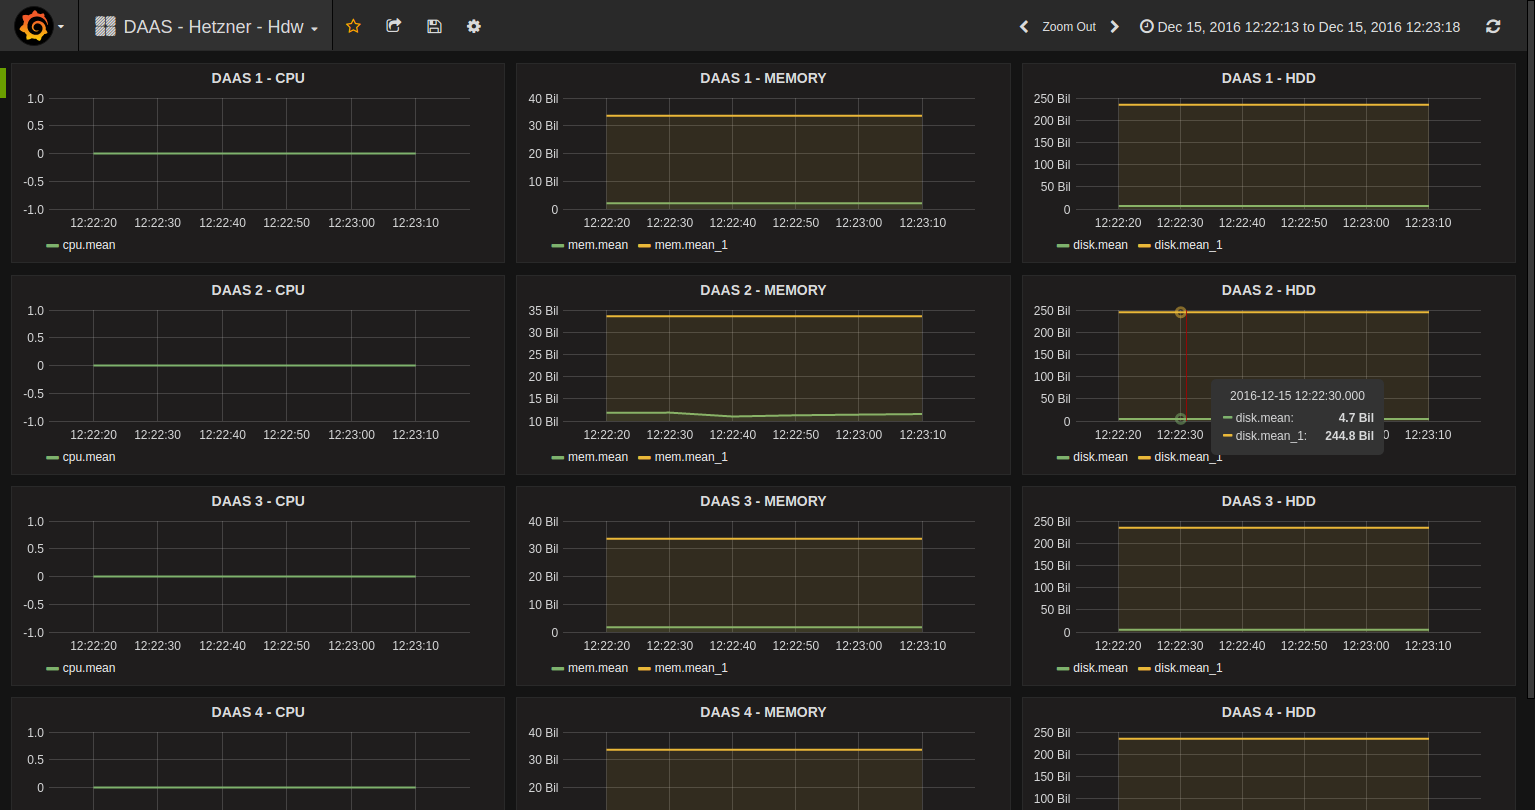 DAAS - Hetzner - Hdw
Zoom Out
Dec 15, 2016 12:22:13 to Dec 15, 2016 12:23:18
DAAS 1 - CPU
1.0
0.5
0
-0.5
-1.0
12:22:20 12:22:30 12:22:40 12:22:50 12:23:00 12:23:10
cpu.mean
DAAS 1 - MEMORY
40 Bil
30 Bil
20 Bil
10 Bil
0
12:22:20 12:22:30 12:22:40 12:22:50 12:23:00 12:23:10
mem.mean mem.mean_1
DAAS 1 - HDD
250 Bil
200 Bil
150 Bil
100 Bil
50 Bil
0
12:22:20 12:22:30 12:22:40 12:22:50 12:23:00 12:23:10
disk.mean disk.mean_1
DAAS 2 - CPU
1.0
0.5
0
-0.5
-1.0
12:22:20 12:22:30 12:22:40 12:22:50 12:23:00 12:23:10
cpu.mean
DAAS 2 - MEMORY
35 Bil
30 Bil
25 Bil
20 Bil
15 Bil
10 Bil
12:22:20 12:22:30 12:22:40 12:22:50 12:23:00 12:23:10
mem.mean mem.mean_1
DAAS 2 - HDD
250 Bil
200 Bil
150 Bil
100 Bil
50 Bil
0
2016-12-15 12:22:30.000
disk.mean: 4.7 Bil
disk.mean_1: 244.8 Bil
12:22:20 12:22:30 0 12:23:10
disk.mean disk.mean_1
DAAS 3 - CPU
1.0
0.5
0
-0.5
-1.0
12:22:20 12:22:30 12:22:40 12:22:50 12:23:00 12:23:10
cpu.mean
DAAS 3 - MEMORY
40 Bil
30 Bil
20 Bil
10 Bil
0
12:22:20 12:22:30 12:22:40 12:22:50 12:23:00 12:23:10
mem.mean mem.mean_1
DAAS 3 - HDD
250 Bil
200 Bil
150 Bil
100 Bil
50 Bil
0
12:22:20 12:22:30 12:22:40 12:22:50 12:23:00 12:23:10
disk.mean disk.mean_1
DAAS 4 - CPU
1.0
0.5
0
DAAS 4 - MEMORY
40 Bil
30 Bil
20 Bil
DAAS 4 - HDD
250 Bil
200 Bil
150 Bil
100 Bil